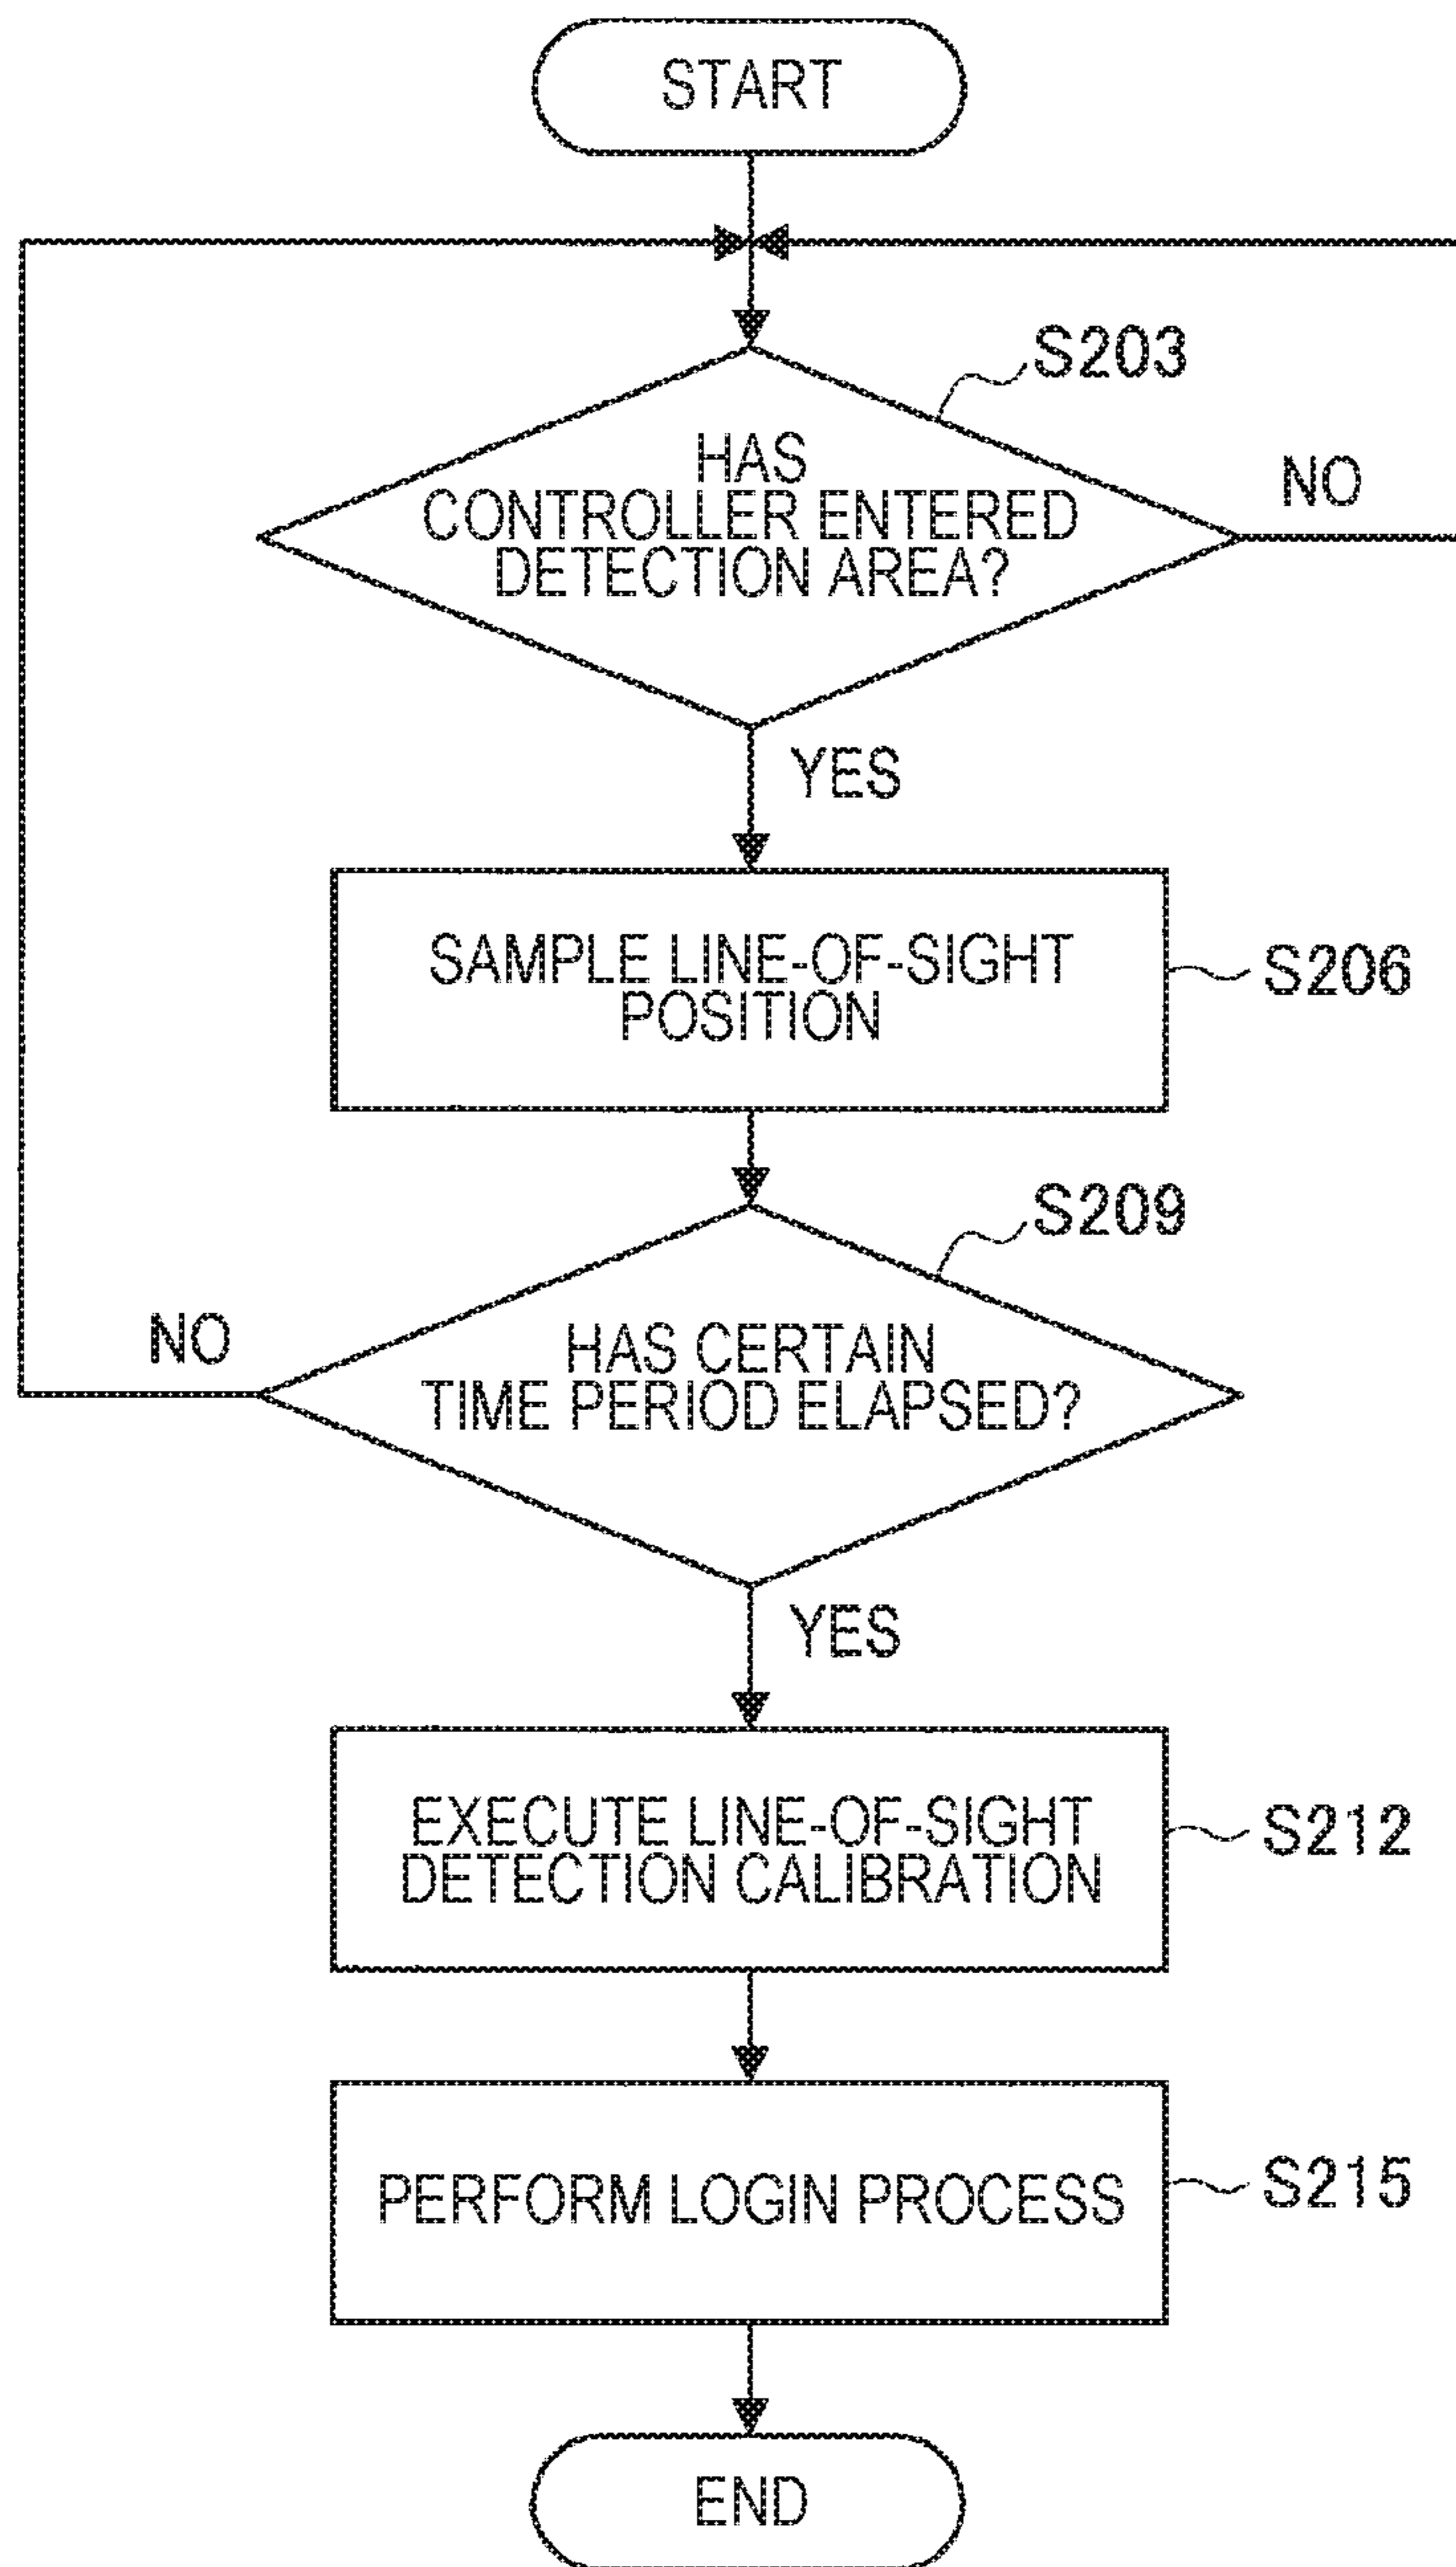 START
S203
HAS
CONTROLLER ENTERED
DETECTION AREA?
NO
YES
SAMPLE LINE-OF-SIGHT
POSITION
S206
S209
HAS CERTAIN
TIME PERIOD ELAPSED?
NO
YES
EXECUTE LINE-OF-SIGHT
DETECTION CALIBRATION
S212
PERFORM LOGIN PROCESS
S215
END